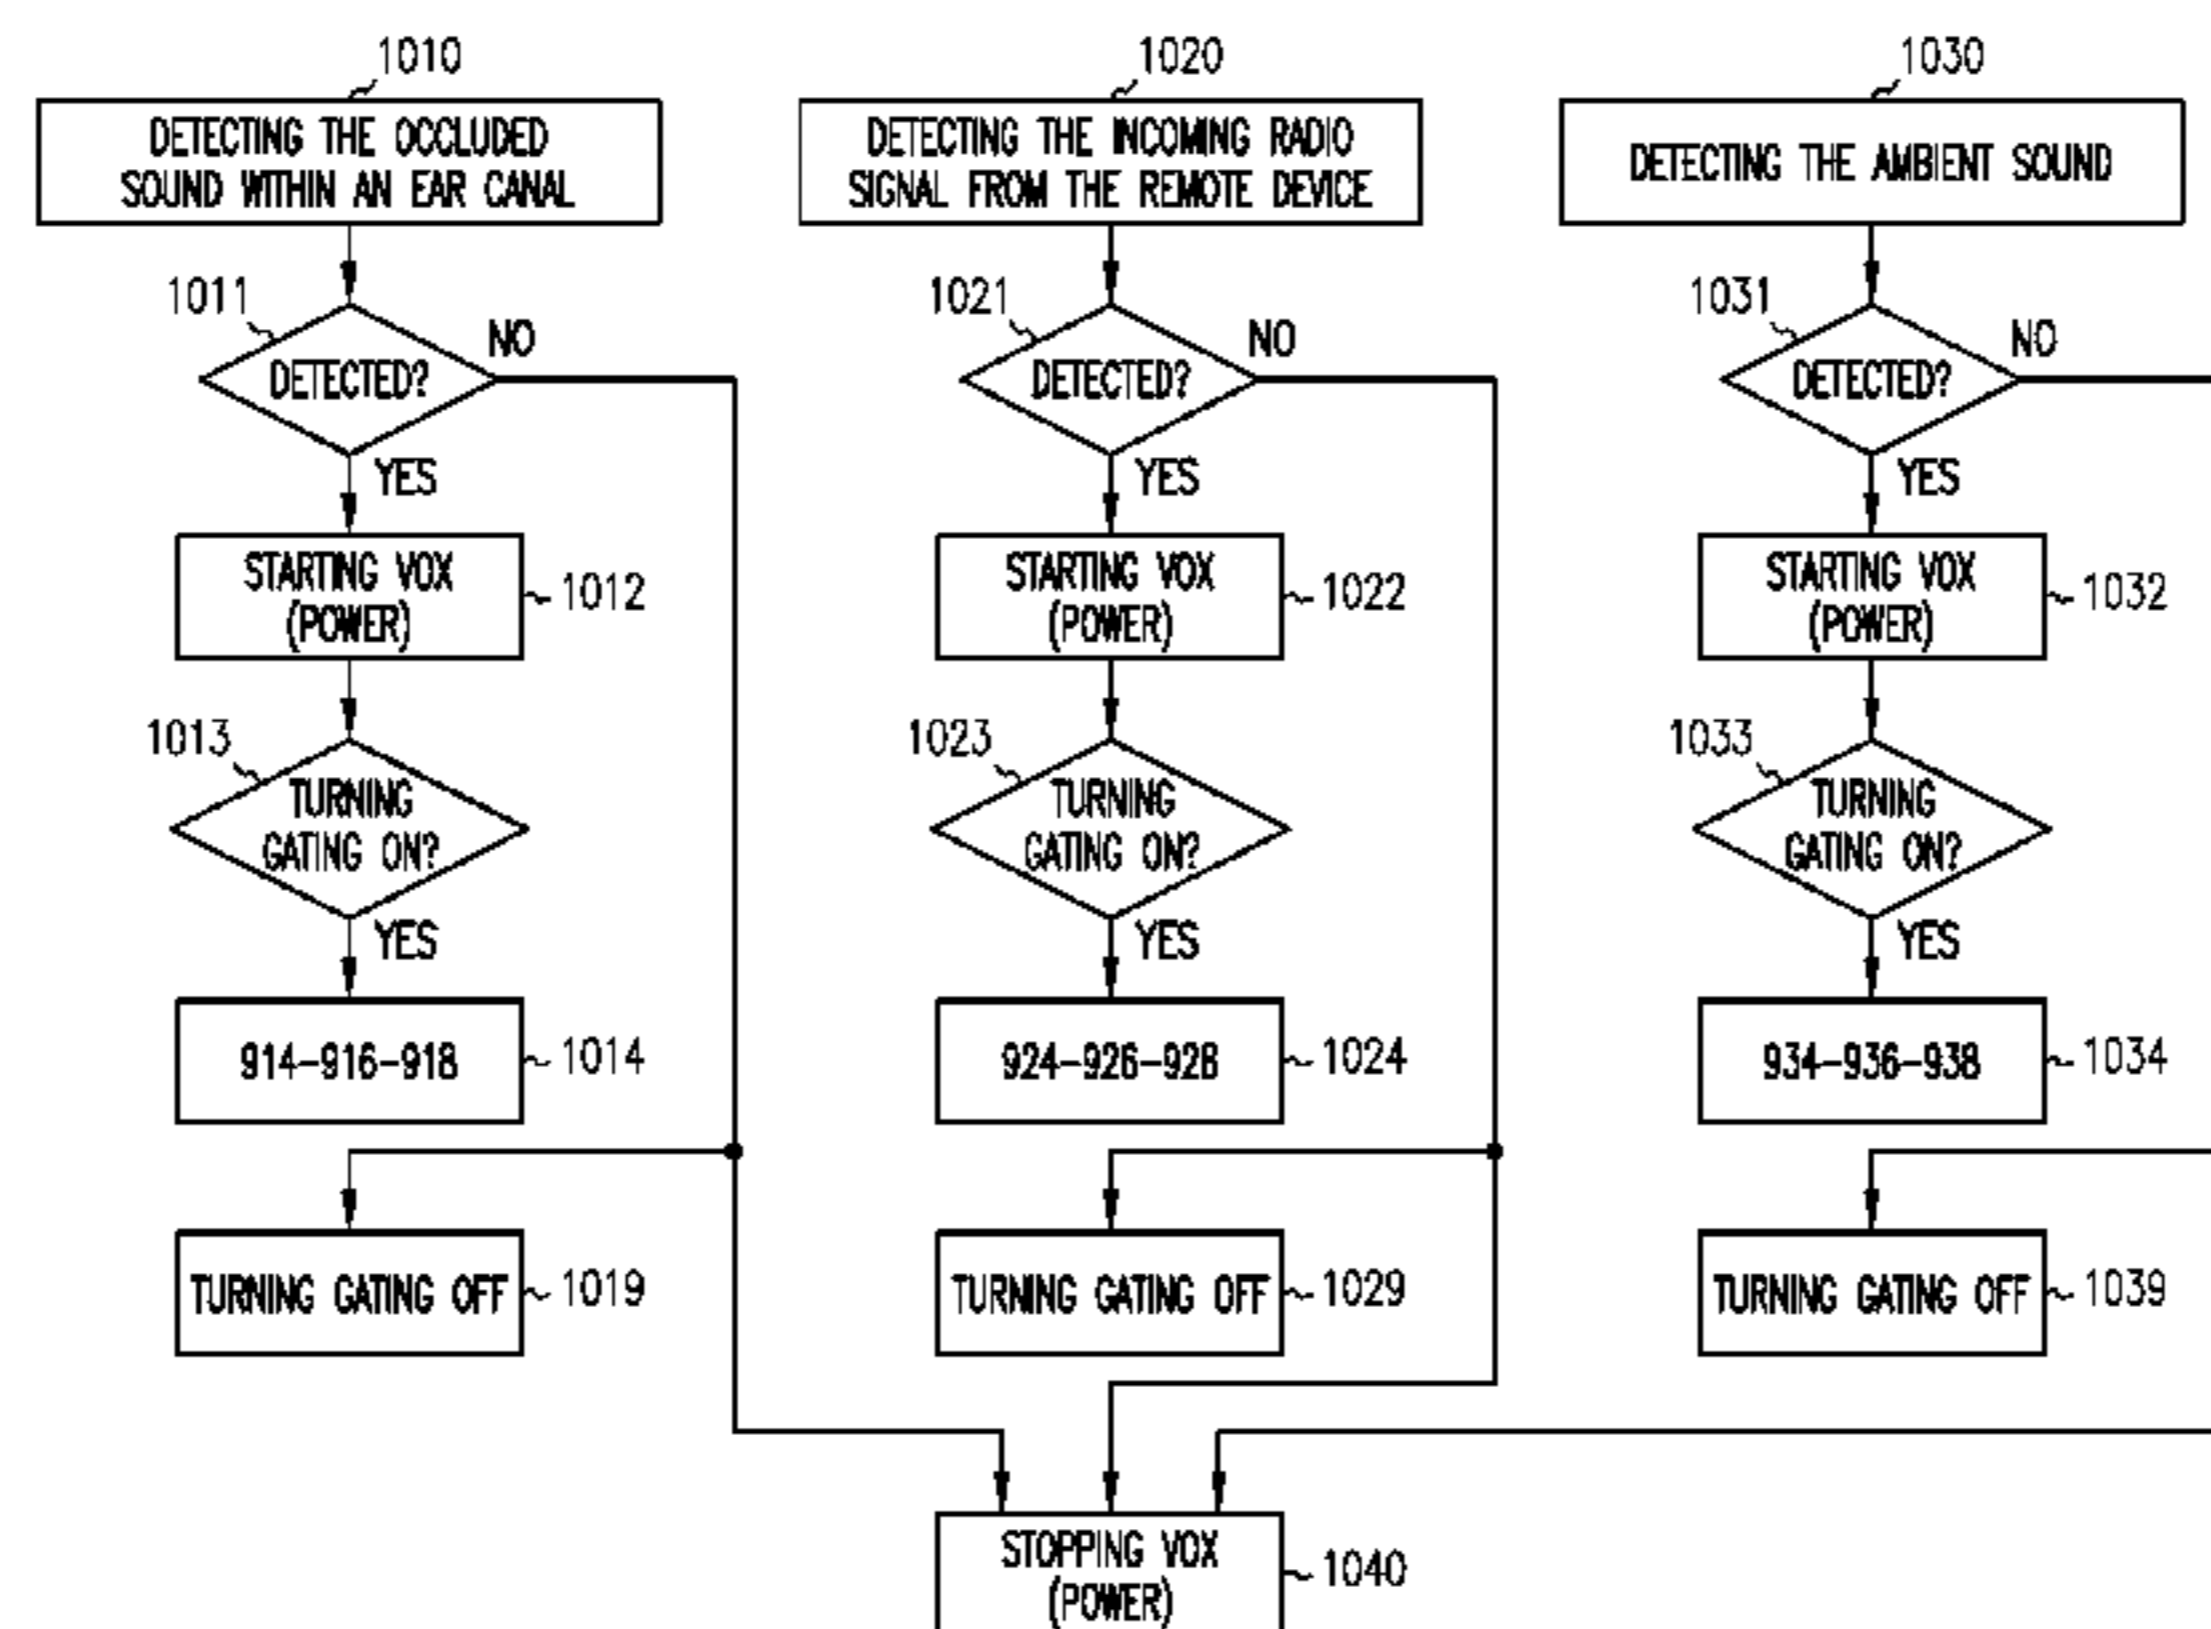 1010
DETECTING THE OCCLUDED
SOUND WITHIN AN EAR CANAL
1011
DETECTED?
NO
YES
STARTING VOX
(POWER)
1012
1013
TURNING
GATING ON?
YES
914-916-918
1014
TURNING GATING OFF
1019
1020
DETECTING THE INCOMING RADIO
SIGNAL FROM THE REMOTE DEVICE
1021
DETECTED?
NO
YES
STARTING VOX
(POWER)
1022
1023
TURNING
GATING ON?
YES
924-926-928
1024
TURNING GATING OFF
1029
1030
DETECTING THE AMBIENT SOUND
1031
DETECTED?
NO
YES
STARTING VOX
(POWER)
1032
1033
TURNING
GATING ON?
YES
934-936-938
1034
TURNING GATING OFF
1039
STOPPING VOX
(POWER)
1040